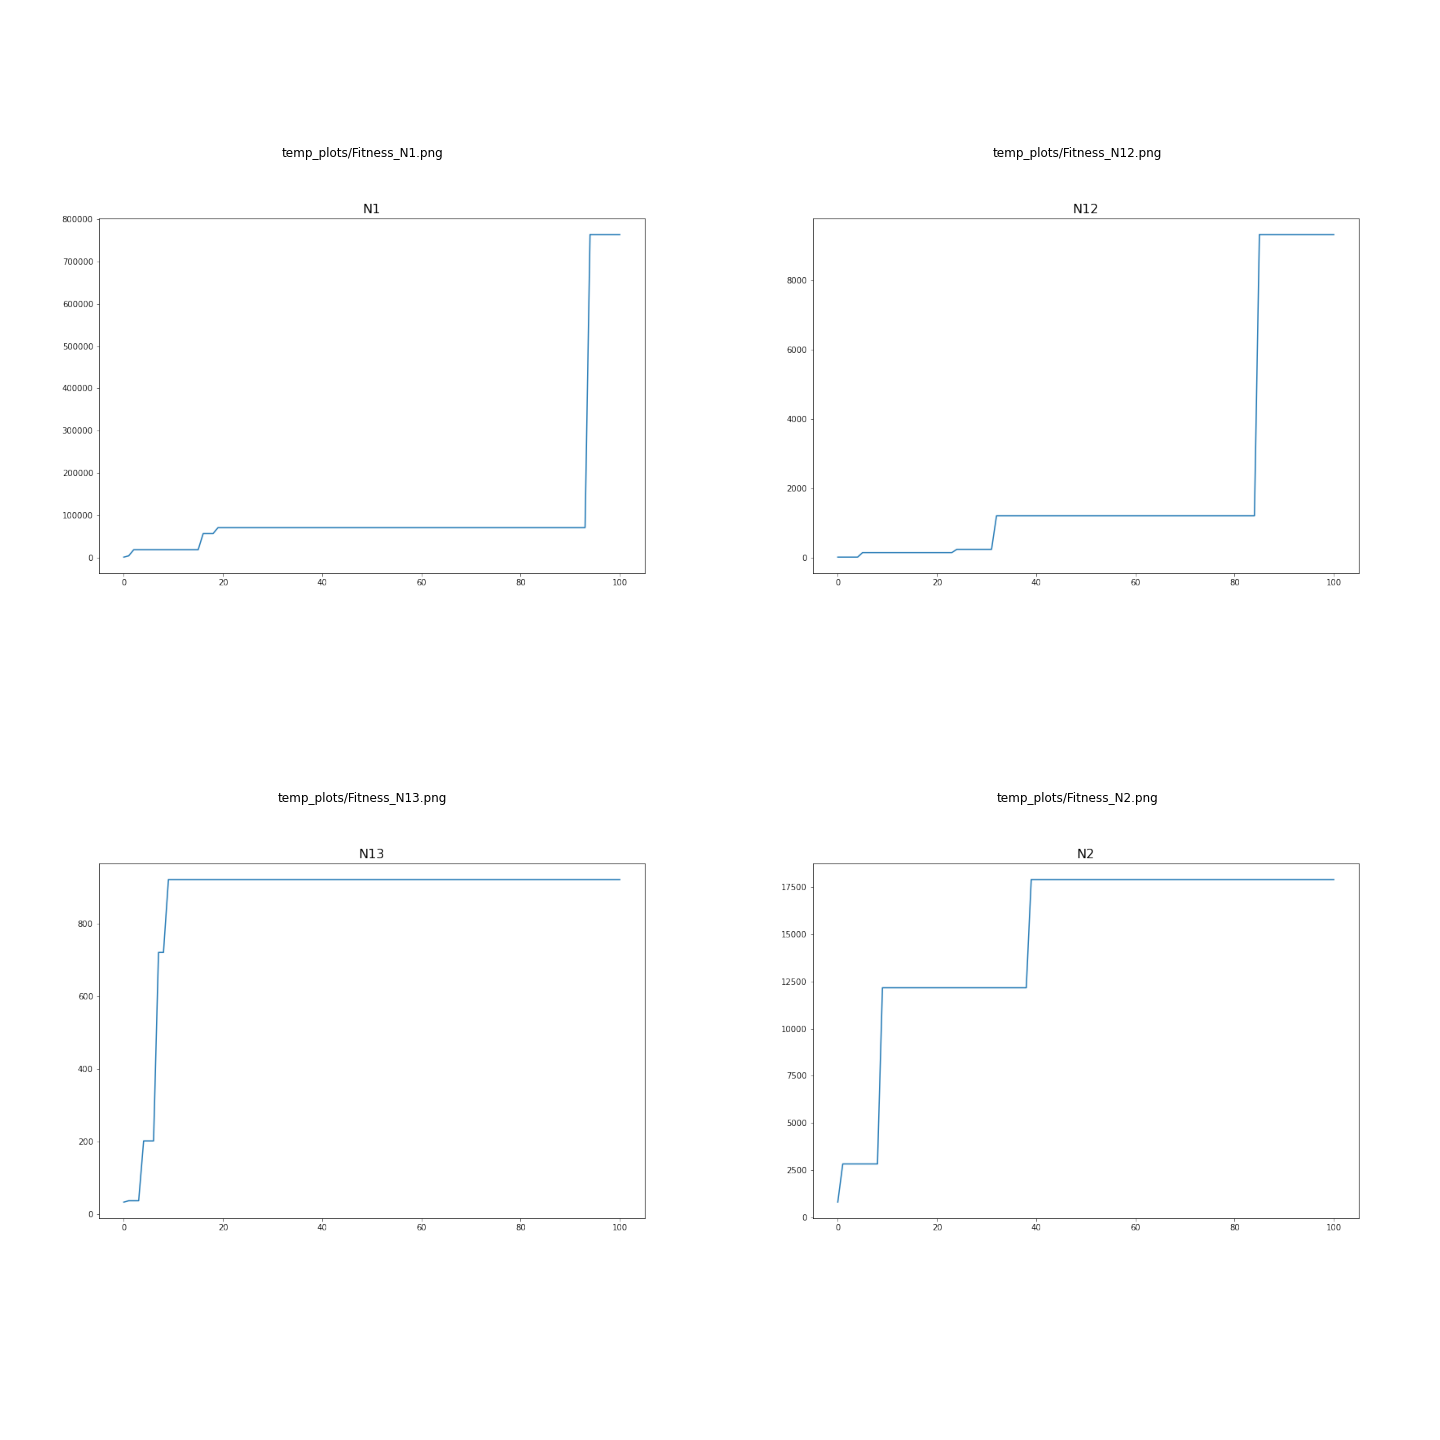 temp_plots/Fitness_N1.png
N1
800000
700000
600000
500000
400000
300000
200000
100000
0
0 20 40 60 80 100
temp_plots/Fitness_N12.png
N12
8000
6000
4000
2000
0
0 20 40 60 80 100
temp_plots/Fitness_N13.png
N13
800
600
400
200
0
0 20 40 60 80 100
temp_plots/Fitness_N2.png
N2
17500
15000
12500
10000
7500
5000
2500
0
0 20 40 60 80 100